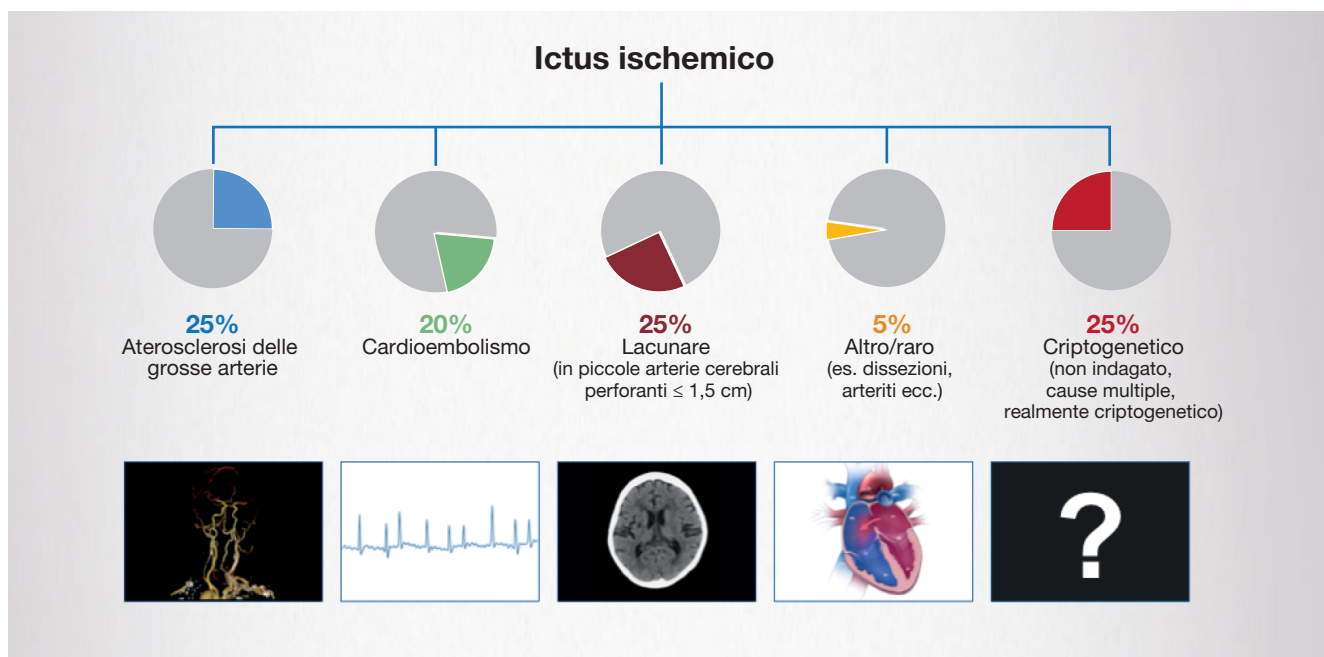 Ictus ischemico
25%
Aterosclerosi delle
grosse arterie
20%
Cardioembolismo
25%
Lacunare
(in piccole arterie cerebrali
perforanti ≤ 1,5 cm)
5%
Altro/raro
(es. dissezioni,
arteriti ecc.)
25%
Criptogenetico
(non indagato,
cause multiple,
realmente criptogenetico)
?